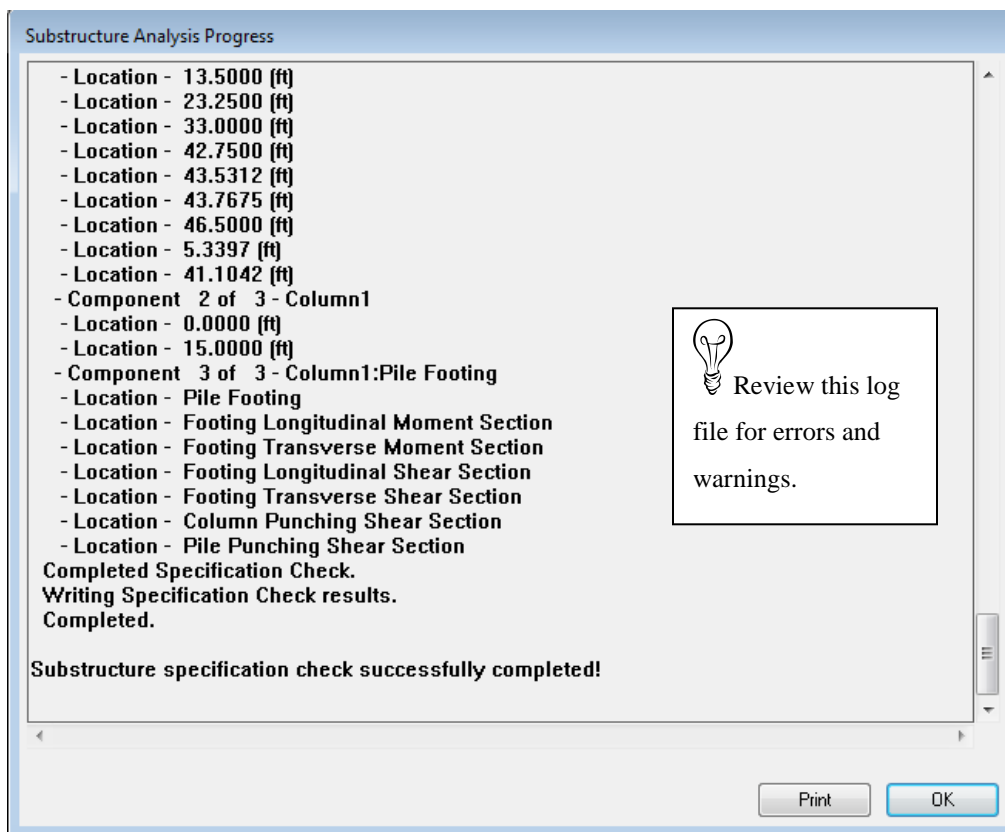 Substructure Analysis Progress
- Location - 13.5000 (ft)
- Location - 23.2500 (ft)
- Location - 33.0000 (ft)
- Location - 42.7500 (ft)
- Location - 43.5312 (ft)
- Location - 43.7675 (ft)
- Location - 46.5000 (ft)
- Location - 5.3397 (ft)
- Location - 41.1042 (ft)
- Component 2 of 3 - Column1
- Location - 0.0000 (ft)
- Location - 15.0000 (ft)
- Component 3 of 3 - Column1:Pile Footing
- Location - Pile Footing
- Location - Footing Longitudinal Moment Section
- Location - Footing Transverse Moment Section
- Location - Footing Longitudinal Shear Section
- Location - Footing Transverse Shear Section
- Location - Column Punching Shear Section
- Location - Pile Punching Shear Section
Completed Specification Check.
Writing Specification Check results.
Completed.
Substructure specification check successfully completed!
Review this log
file for errors and
warnings.
Print
OK